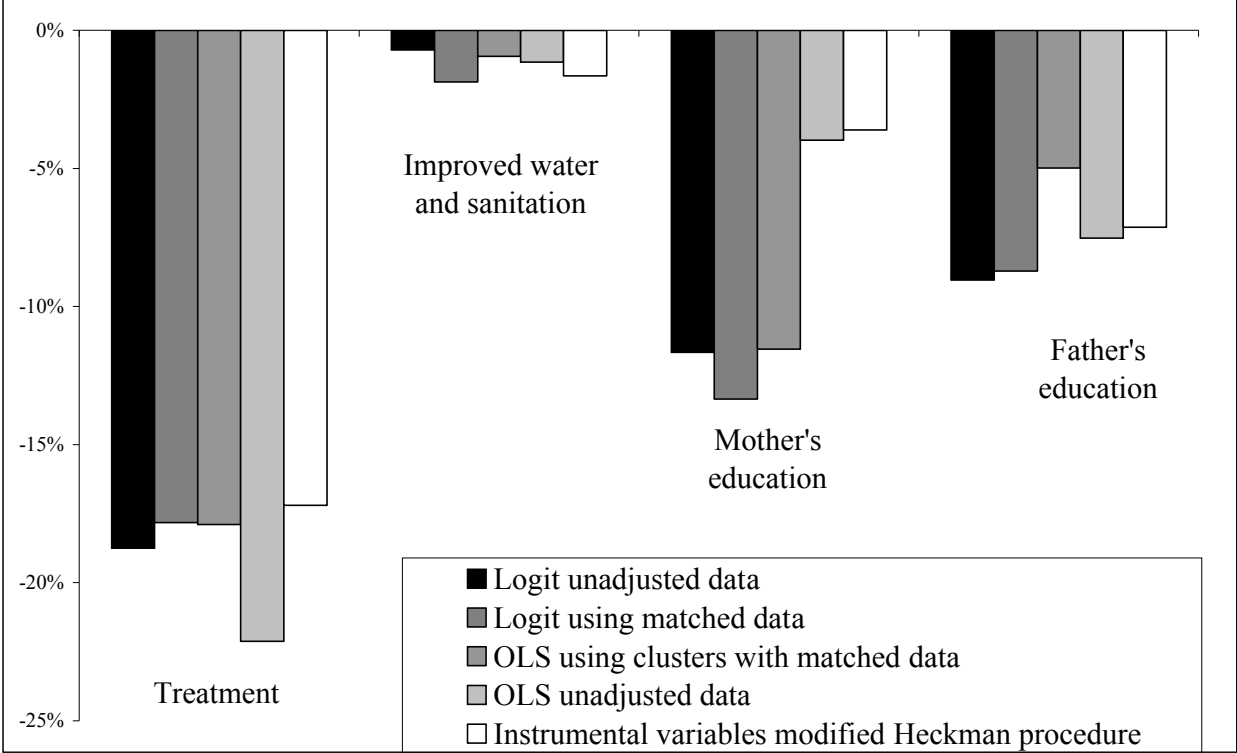 0%
-5%
-10%
-15%
-20%
-25%
Improved water
and sanitation
Father's
education
Mother's
education
Treatment
Logit unadjusted data
Logit using matched data
OLS using clusters with matched data
OLS unadjusted data
Instrumental variables modified Heckman procedure